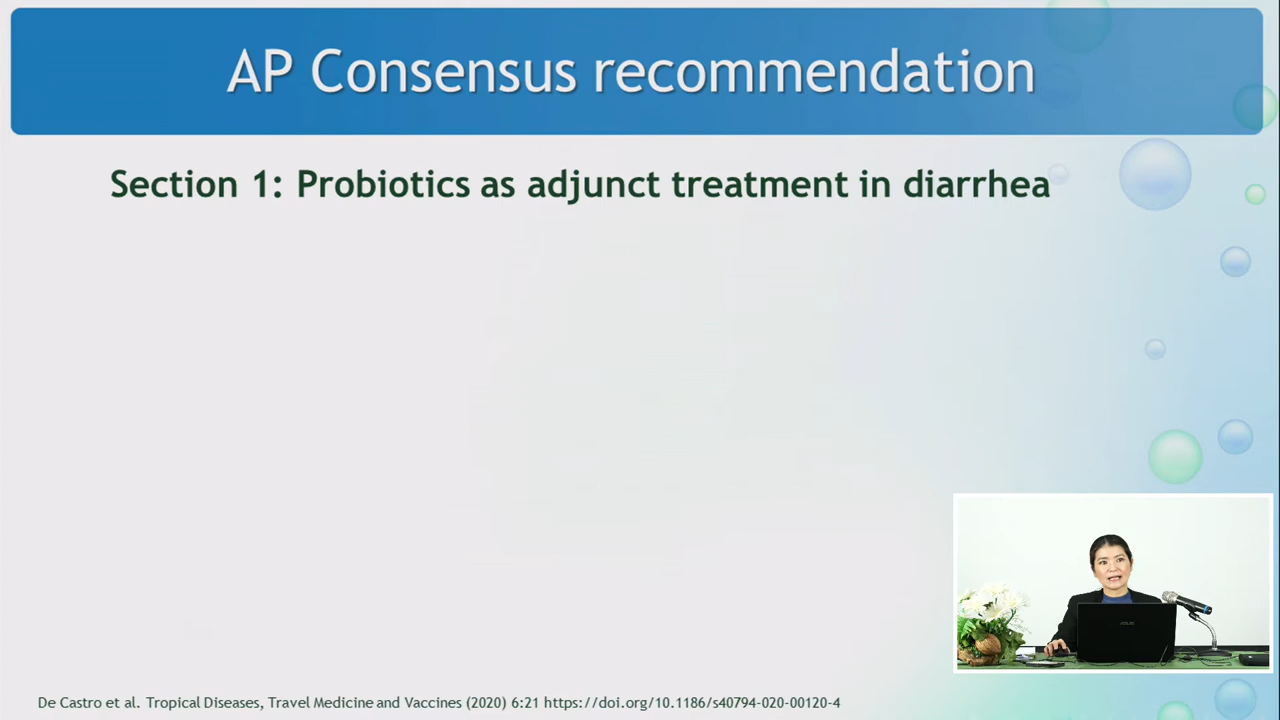 AP Consensus recommendation
Section 1: Probiotics as adjunct treatment in diarrhea
ASUS
De Castro et al. Tropical Diseases, Travel Medicine and Vaccines (2020) 6:21 https://doi.org/10.1186/s40794-020-00120-4